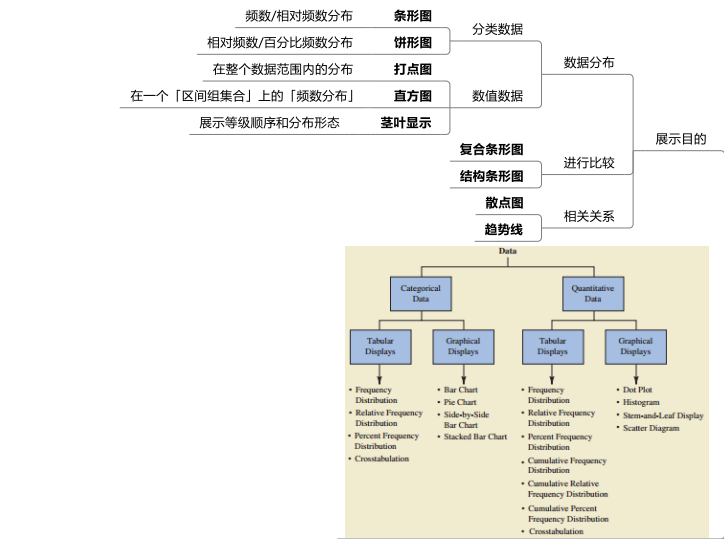 频数/相对频数分布 条形图
分类数据
相对频数/百分比频数分布 饼形图
数据分布
在整个数据范围内的分布 打点图
在一个「区间组集合」上的「频数分布」 直方图
数值数据
展示等级顺序和分布形态 茎叶显示
展示目的
复合条形图
进行比较
结构条形图
散点图
相关关系
趋势线
Data
Categorical
Data
Quantitative
Data
Tabular
Displays
Graphical
Displays
Tabular
Displays
Graphical
Displays
• Frequency
Distribution
• Relative Frequency
Distribution
• Percent Frequency
Distribution
• Crosstabulation
• Bar Chart
• Pie Chart
• Side-by-Side
Bar Chart
• Stacked Bar Chart
• Frequency
Distribution
• Relative Frequency
Distribution
• Percent Frequency
Distribution
• Cumulative Frequency
Distribution
• Cumulative Relative
Frequency Distribution
• Cumulative Percent
Frequency Distribution
• Crosstabulation
• Dot Plot
• Histogram
• Stem-and-Leaf Display
• Scatter Diagram